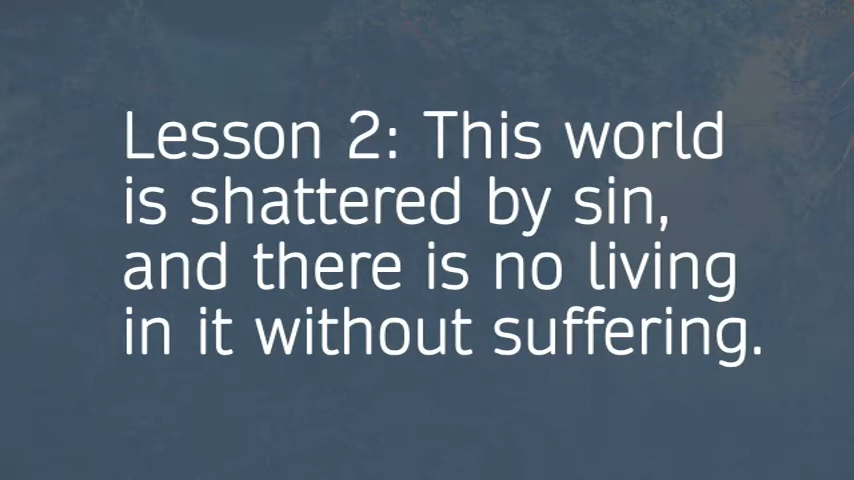 Lesson 2: This world
is shattered by sin,
and there is no living
in it without suffering.